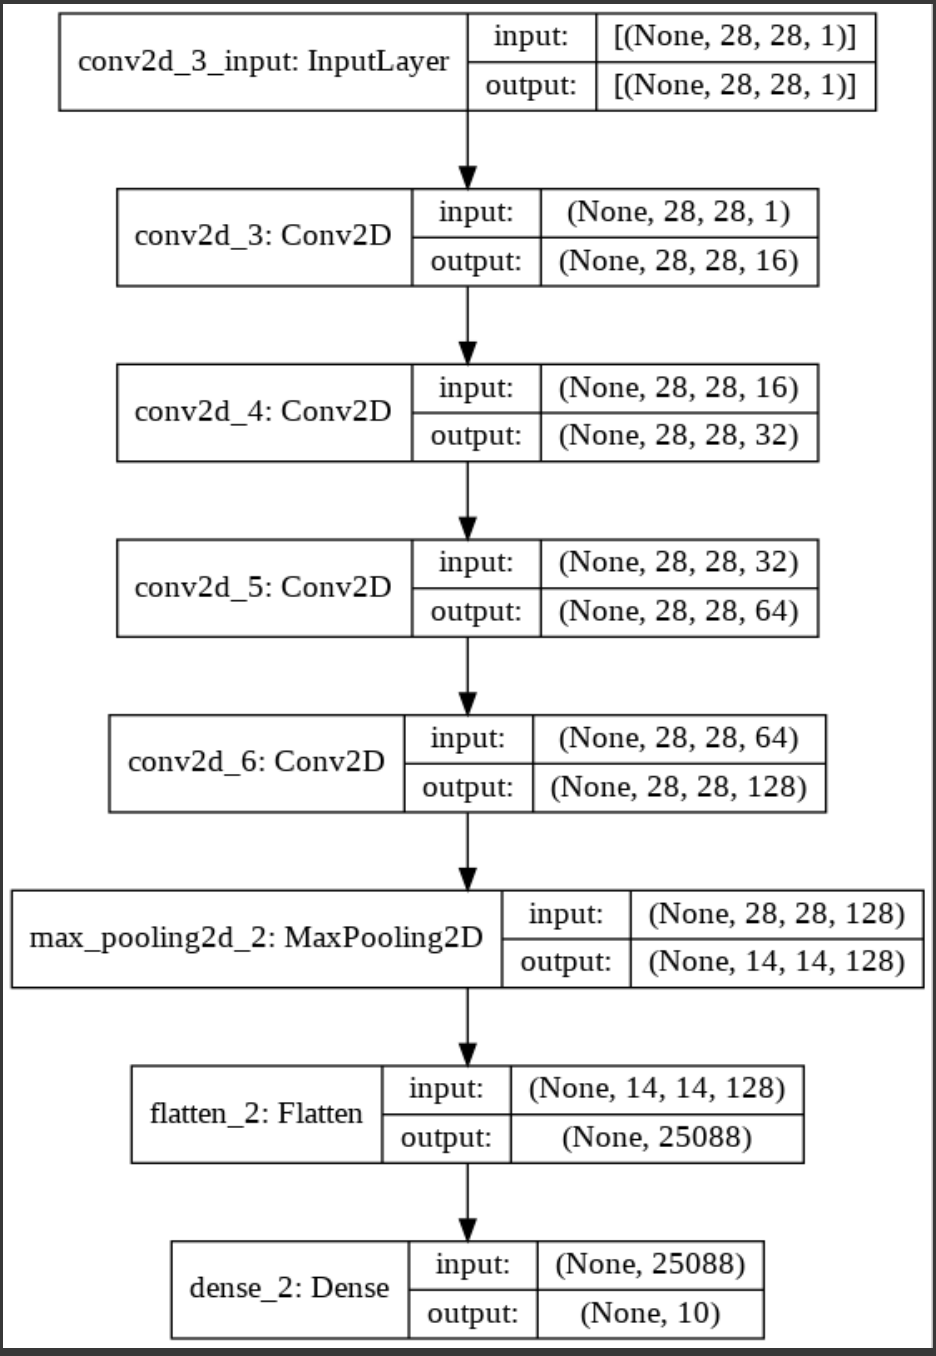 conv2d_3_input: InputLayer
input: [(None, 28, 28, 1)]
output: [(None, 28, 28, 1)]
conv2d_3: Conv2D
input: (None, 28, 28, 1)
output: (None, 28, 28, 16)
conv2d_4: Conv2D
input: (None, 28, 28, 16)
output: (None, 28, 28, 32)
conv2d_5: Conv2D
input: (None, 28, 28, 32)
output: (None, 28, 28, 64)
conv2d_6: Conv2D
input: (None, 28, 28, 64)
output: (None, 28, 28, 128)
max_pooling2d_2: MaxPooling2D
input: (None, 28, 28, 128)
output: (None, 14, 14, 128)
flatten_2: Flatten
input: (None, 14, 14, 128)
output: (None, 25088)
dense_2: Dense
input: (None, 25088)
output: (None, 10)